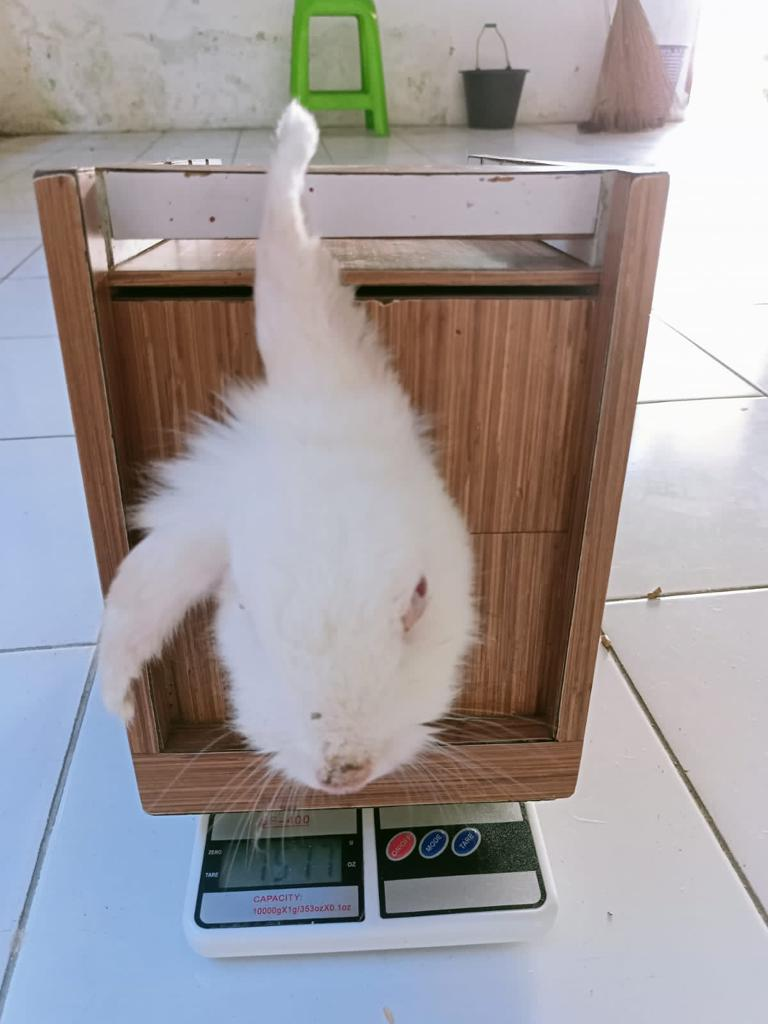 ZERO
TARE
g
OZ
CAPACITY:
10000gX1g/353ozX0.1oz
ON/OFF
MODE
TARE